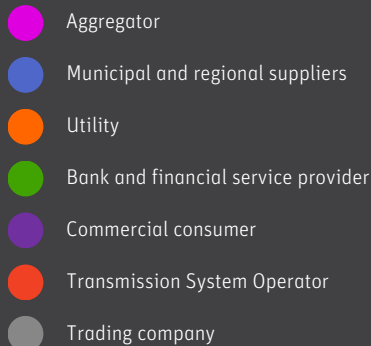 Aggregator
Municipal and regional suppliers
Utility
Bank and financial service provider
Commercial consumer
Transmission System Operator
Trading company